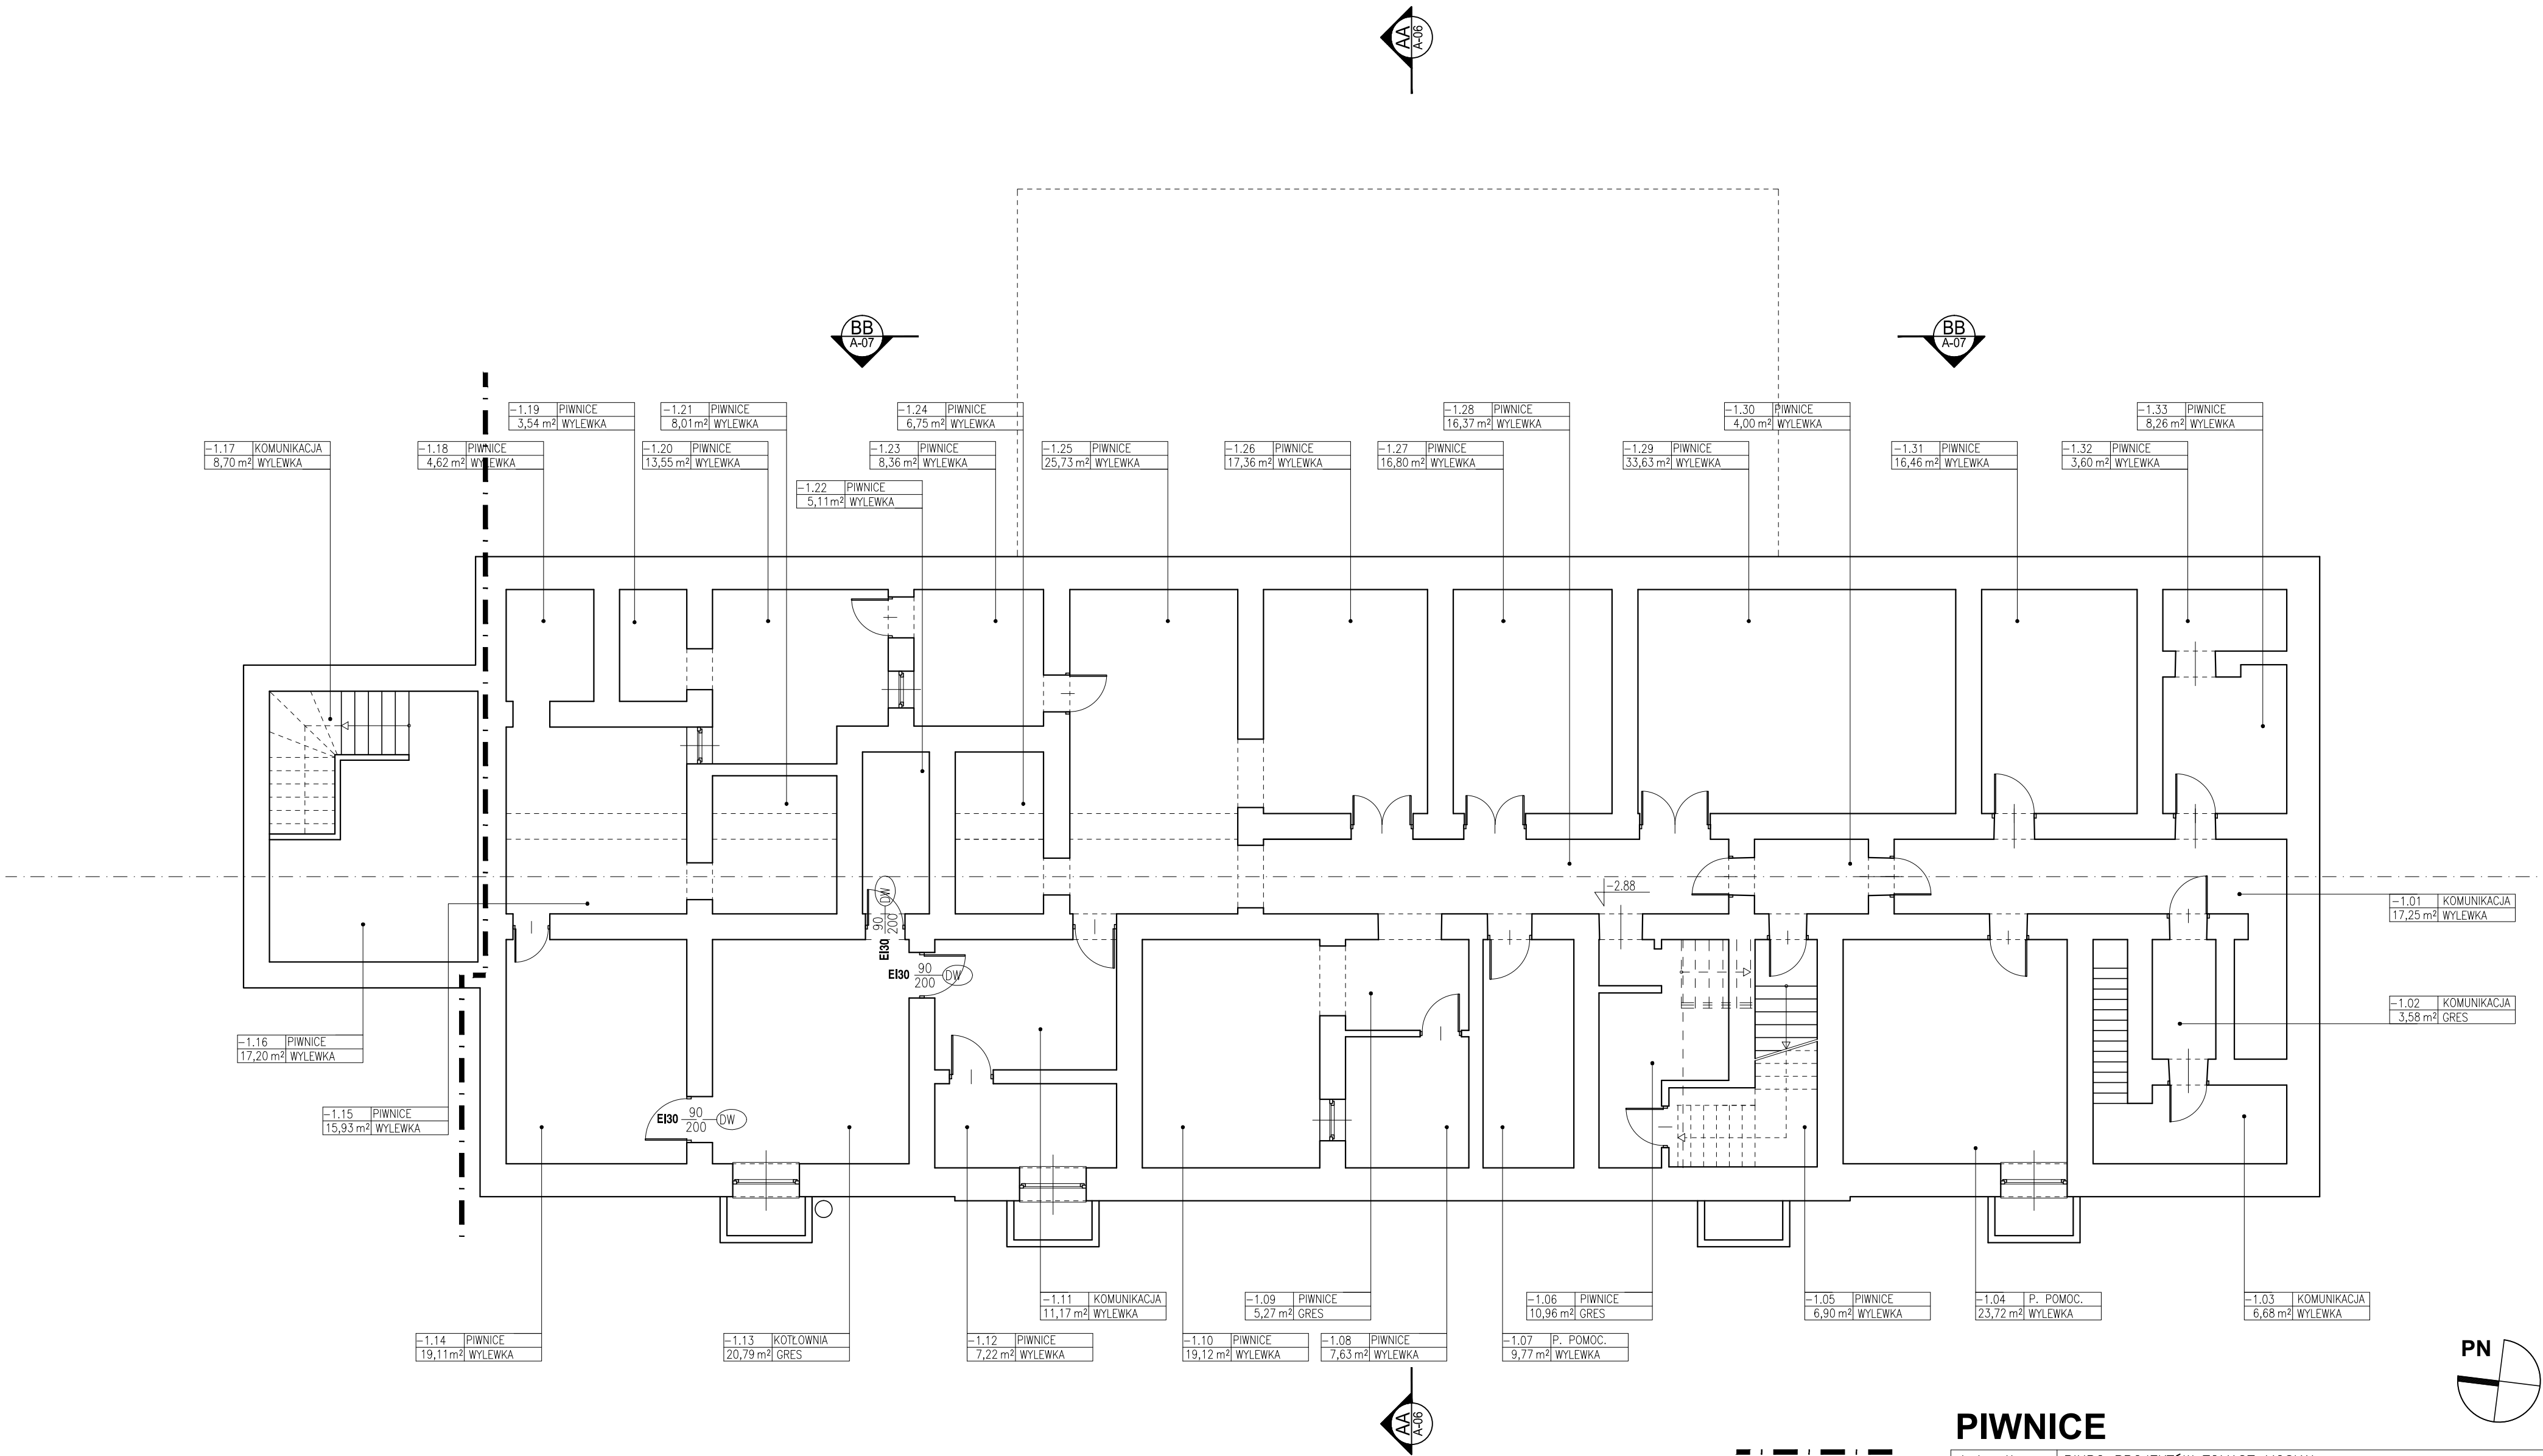 AA
A-06
BB
A-07
BB
A-07
-1.19 PIWNICE
3,54 m² WYLEWKA
-1.21 PIWNICE
8,01 m² WYLEWKA
-1.24 PIWNICE
6,75 m² WYLEWKA
-1.28 PIWNICE
16,37 m² WYLEWKA
-1.30 PIWNICE
4,00 m² WYLEWKA
-1.33 PIWNICE
8,26 m² WYLEWKA
-1.17 KOMUNIKACJA
8,70 m² WYLEWKA
-1.18 PIWNICE
4,62 m² WYLEWKA
-1.20 PIWNICE
13,55 m² WYLEWKA
-1.23 PIWNICE
8,36 m² WYLEWKA
-1.25 PIWNICE
25,73 m² WYLEWKA
-1.26 PIWNICE
17,36 m² WYLEWKA
-1.27 PIWNICE
16,80 m² WYLEWKA
-1.29 PIWNICE
33,63 m² WYLEWKA
-1.31 PIWNICE
16,46 m² WYLEWKA
-1.32 PIWNICE
3,60 m² WYLEWKA
-1.22 PIWNICE
5,11 m² WYLEWKA
-2.88
EI30 90 DW
200
-1.01 KOMUNIKACJA
17,25 m² WYLEWKA
EI30 90 DW
200
-1.02 KOMUNIKACJA
3,58 m² GRES
-1.16 PIWNICE
17,20 m² WYLEWKA
-1.15 PIWNICE
15,93 m² WYLEWKA
EI30 90 DW
200
-1.11 KOMUNIKACJA
11,17 m² WYLEWKA
-1.09 PIWNICE
5,27 m² GRES
-1.06 PIWNICE
10,96 m² GRES
-1.05 PIWNICE
6,90 m² WYLEWKA
-1.04 P. POMOC.
23,72 m² WYLEWKA
-1.03 KOMUNIKACJA
6,68 m² WYLEWKA
-1.14 PIWNICE
19,11 m² WYLEWKA
-1.13 KOTŁOWNIA
20,79 m² GRES
-1.12 PIWNICE
7,22 m² WYLEWKA
-1.10 PIWNICE
19,12 m² WYLEWKA
-1.08 PIWNICE
7,63 m² WYLEWKA
-1.07 P. POMOC.
9,77 m² WYLEWKA
PN
AA
A-06
PIWNICE